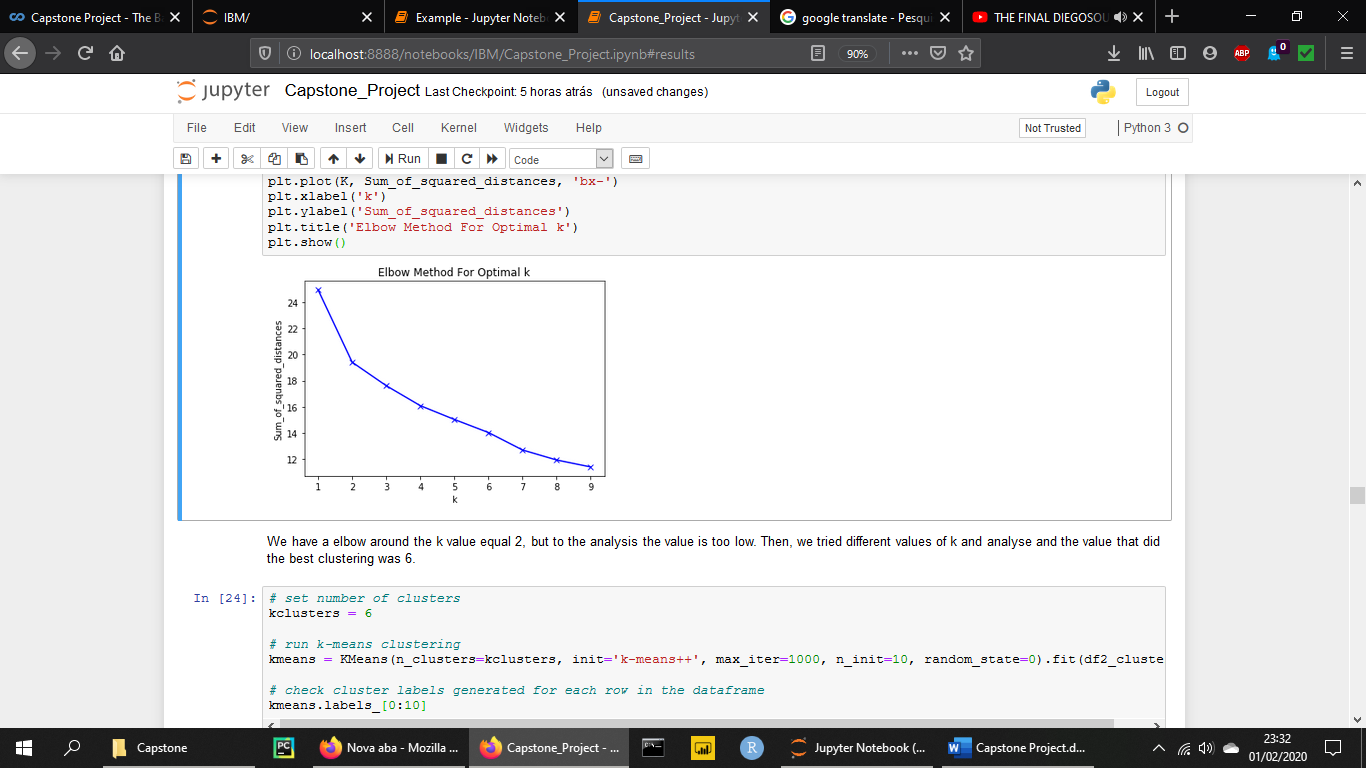 Capstone Project - The B
IBM/
Example - Jupyter Noteb
Capstone_Project - Jupyt
google translate - Pesqui
THE FINAL DIEGOSOU
localhost:8888/notebooks/IBM/Capstone_Project.ipynb#results
90%
ABP
0
jupyter Capstone_Project Last Checkpoint: 5 horas atrás (unsaved changes)
Logout
File Edit View Insert Cell Kernel Widgets Help
Not Trusted
Python 3
Run
Code
plt.plot(K, Sum_of_squared_distances, 'bx-')
plt.xlabel('k')
plt.ylabel('Sum_of_squared_distances')
plt.title('Elbow Method For Optimal k')
plt.show()
Elbow Method For Optimal k
Sum_of_squared_distances
24
22
20
18
16
14
12
1 2 3 4 5 6 7 8 9
k
We have a elbow around the k value equal 2, but to the analysis the value is too low. Then, we tried different values of k and analyse and the value that did
the best clustering was 6.
In [24]:
# set number of clusters
kclusters = 6
# run k-means clustering
kmeans = KMeans(n_clusters=kclusters, init='k-means++', max_iter=1000, n_init=10, random_state=0).fit(df2_cluste
# check cluster labels generated for each row in the dataframe
kmeans.labels_[0:10]
Capstone
PC
Nova aba - Mozilla ...
Capstone_Project - ...
R
Jupyter Notebook (...
W
Capstone Project.d...
23:32
01/02/2020